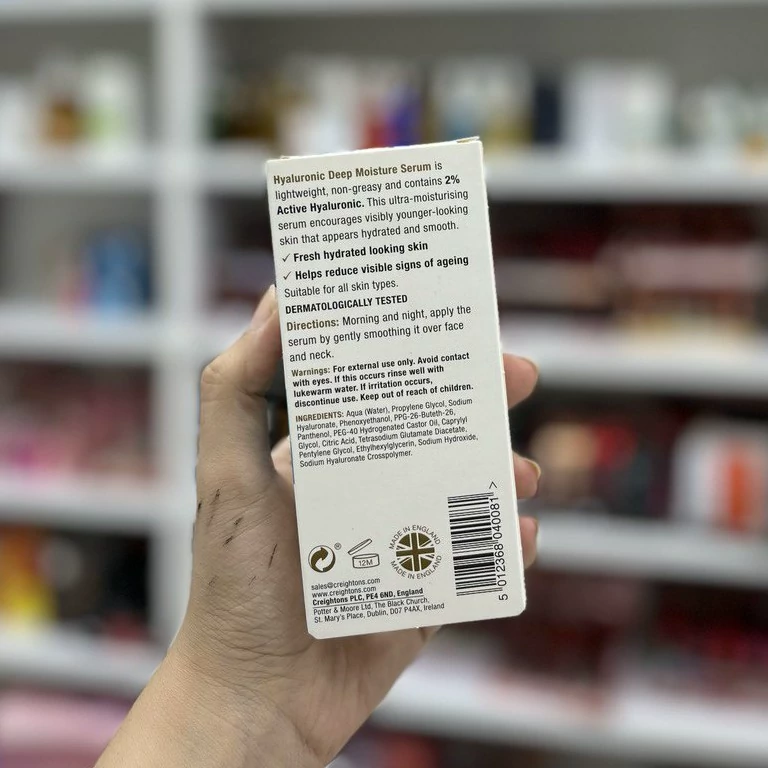 Hyaluronic Deep Moisture Serum is
lightweight, non-greasy and contains 2%
Active Hyaluronic. This ultra-moisturising
serum encourages visibly younger-looking
skin that appears hydrated and smooth.
✓ Fresh hydrated looking skin
✓ Helps reduce visible signs of ageing
Suitable for all skin types.
DERMATOLOGICALLY TESTED
Directions: Morning and night, apply the
serum by gently smoothing it over face
and neck.
Warnings: For external use only. Avoid contact
with eyes. If this occurs rinse well with
lukewarm water. If irritation occurs,
discontinue use. Keep out of reach of children.
INGREDIENTS: Aqua (Water), Propylene Glycol, Sodium
Hyaluronate, Phenoxyethanol, PPG-26-Buteth-26,
Panthenol, PEG-40 Hydrogenated Castor Oil, Caprylyl
Glycol, Citric Acid, Tetrasodium Glutamate Diacetate,
Pentylene Glycol, Ethylhexylglycerin, Sodium Hydroxide,
Sodium Hyaluronate Crosspolymer.
®
12M
MADE IN ENGLAND
MADE IN ENGLAND
sales@creightons.com
www.creightons.com
Creightons PLC, PE4 6ND, England
Potter & Moore Ltd, The Black Church,
St. Mary's Place, Dublin, D07 P4AX, Ireland
5 012368 040081 >